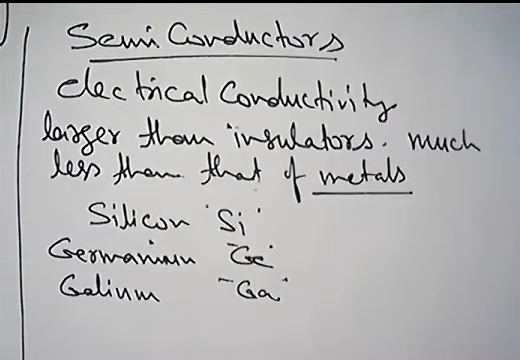 Semi Conductors
electrical Conductivity
larger than insulators. much
less than that of metals
Silicon 'Si'
Germanium "Ge"
Galium "Ga"